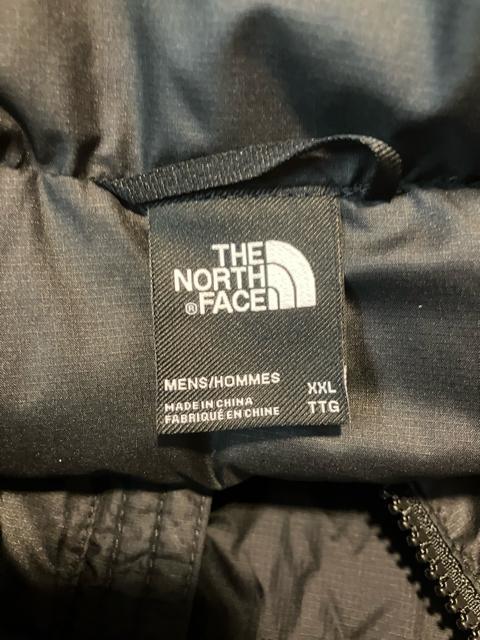 THE
NORTH
®FACE
MENS/HOMMES
XXL
MADE IN CHINA
TTG
FABRIQUÉ EN CHINE